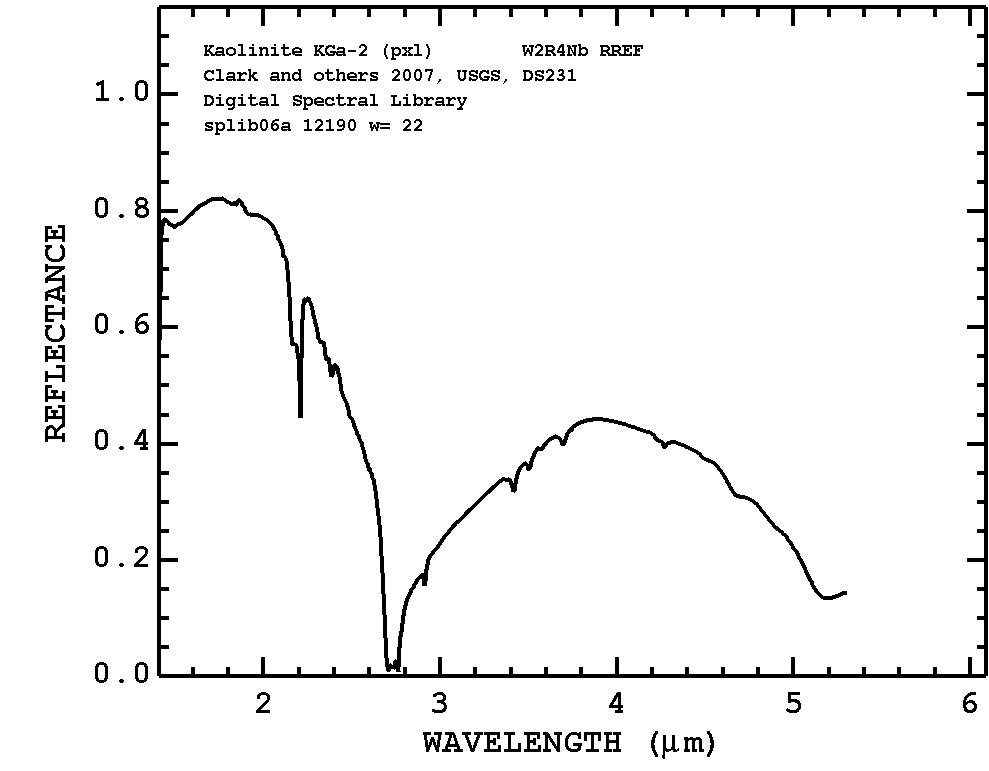 Kaolinite KGa-2 (pxl) W2R4Nb RREF
Clark and others 2007, USGS, DS231
Digital Spectral Library
splib06a 12190 w= 22
1.0
0.8
0.6
0.4
0.2
0.0
REFLECTANCE
2 3 4 5 6
WAVELENGTH (μm)